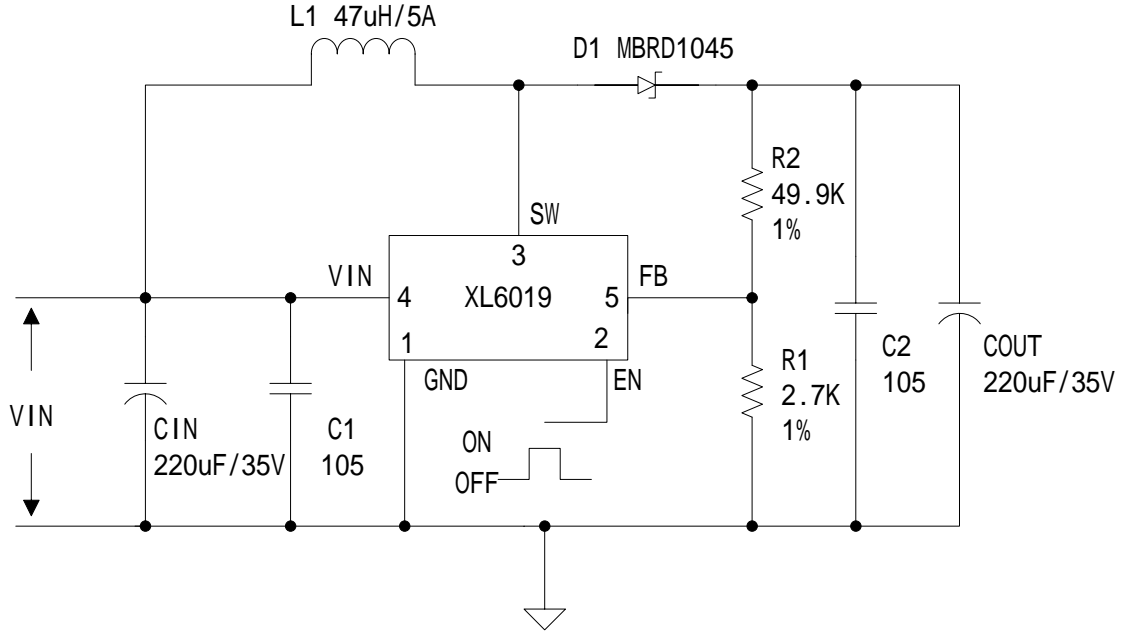 L1 47uH/5A
D1 MBRD1045
R2
49.9K
1%
SW
3
VIN
FB
4
XL6019
5
1
2
GND
EN
VIN
CIN
220uF/35V
C1
105
ON
OFF
R1
2.7K
1%
C2
105
COUT
220uF/35V